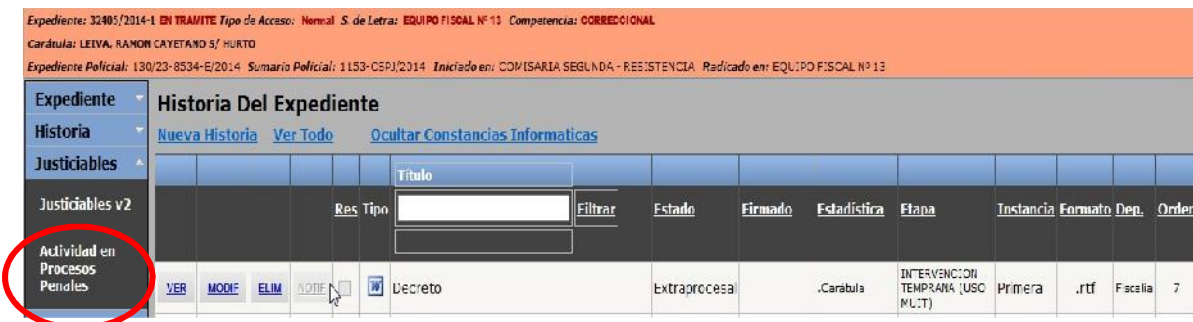 Expediente: 32405/2014-1 EN TRAMITE Tipo de Acceso: Normal S. de Letra: EQUIPO FISCAL Nº 13 Competencia: CORRECCIONAL
Carátula: LEIVA, RAMON CAYETANO S/ HURTO
Expediente Policial: 130/23-8534-E/2014 Sumario Policial: 1153-CSPJ/2014 Iniciado en: COMISARIA SEGUNDA - RESISTENCIA Radicado en: EQUIPO FISCAL Nº 13
Expediente
Historia
Justiciables
Justiciables v2
Actividad en
Procesos
Penales
Historia Del Expediente
Nueva Historia Ver Todo Ocultar Constancias Informaticas
Título
Res Tipo Filtrar Estado Firmado Estadística Etapa Instancia Formato Dep. Orden
VER MODIF ELIM NOTIF Decreto Extraprocesal .Carátula INTERVENCION TEMPRANA (USO MUIT) Primera .rtf Fiscalia 7